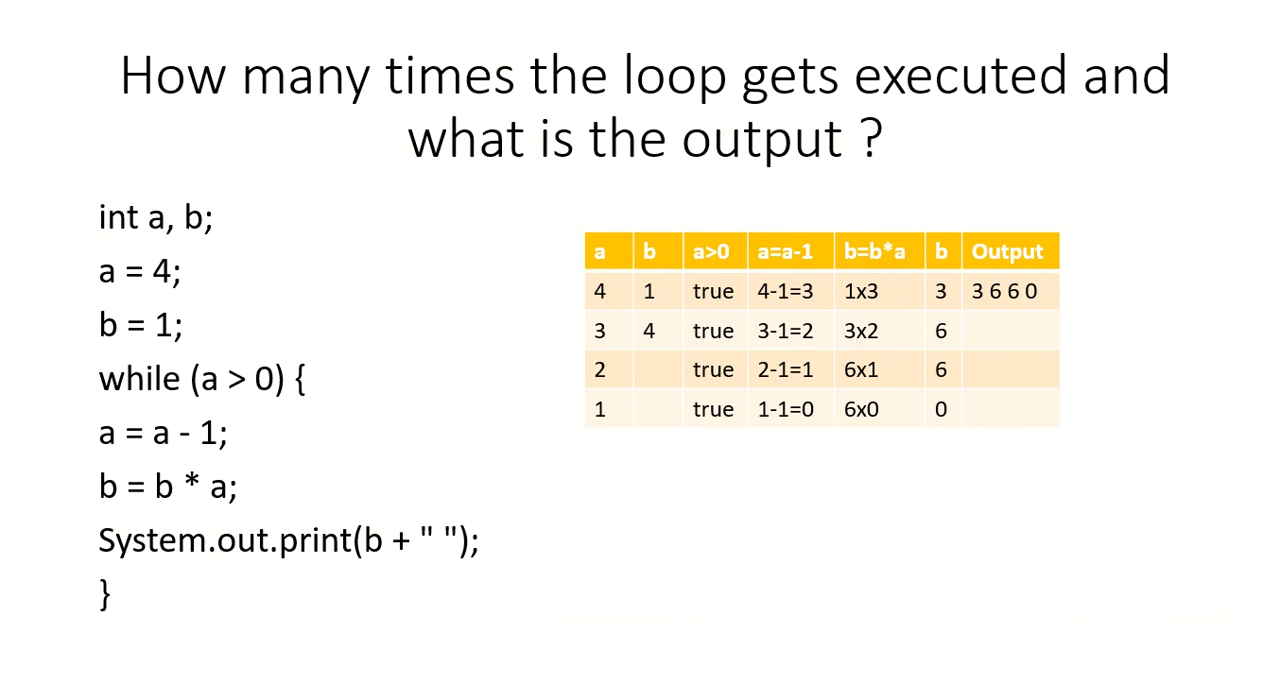 How many times the loop gets executed and
what is the output ?
int a, b;
a = 4;
b = 1;
while (a > 0) {
a = a - 1;
b = b * a;
System.out.print(b + " ");
}
a b a>0 a=a-1 b=b*a b Output
4 1 true 4-1=3 1x3 3 3 6 6 0
3 4 true 3-1=2 3x2 6
2 true 2-1=1 6x1 6
1 true 1-1=0 6x0 0